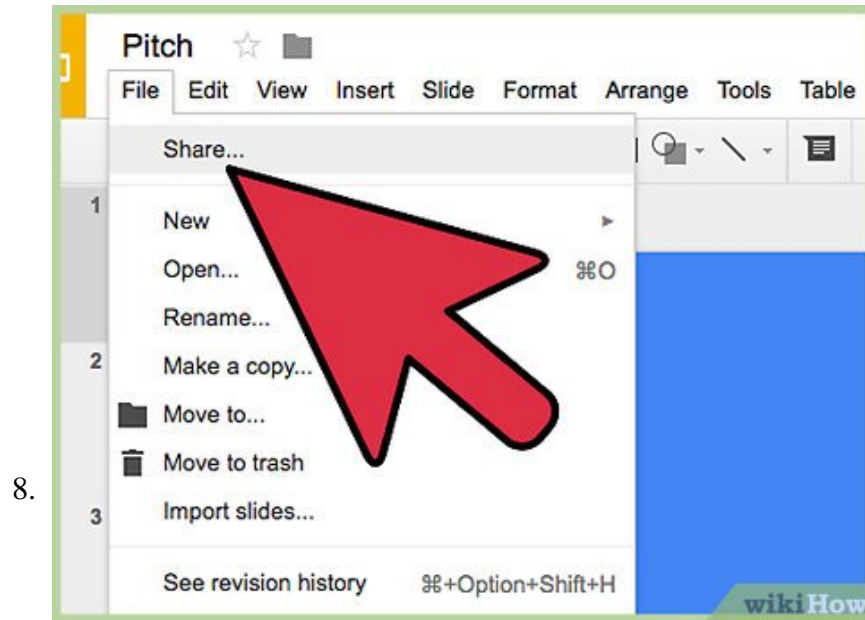 Pitch
File Edit View Insert Slide Format Arrange Tools Table
Share...
1
New
Open... ⌘O
Rename...
2
Make a copy...
Move to...
Move to trash
8.
3
Import slides...
See revision history ⌘+Option+Shift+H
wikiHow